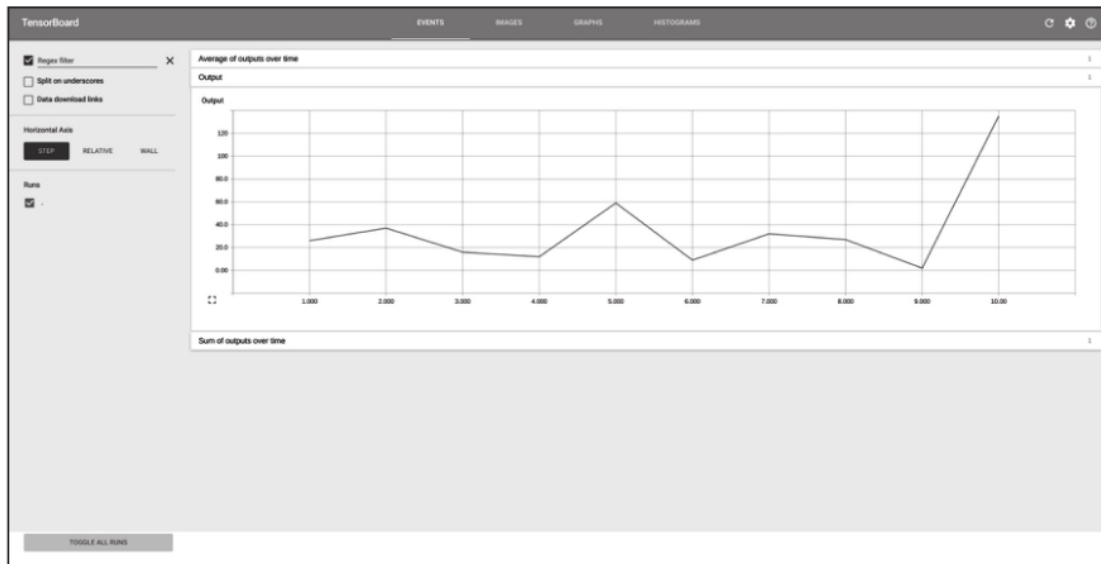 TensorBoard
EVENTS IMAGES GRAPHS HISTOGRAMS
Regex filter
Split on underscores
Data download links
Horizontal Axis
STEP RELATIVE WALL
Runs
.
TOGGLE ALL RUNS
Average of outputs over time 1
Output 1
Output
120
100
80.0
60.0
40.0
20.0
0.00
1.000 2.000 3.000 4.000 5.000 6.000 7.000 8.000 9.000 10.00
Sum of outputs over time 1